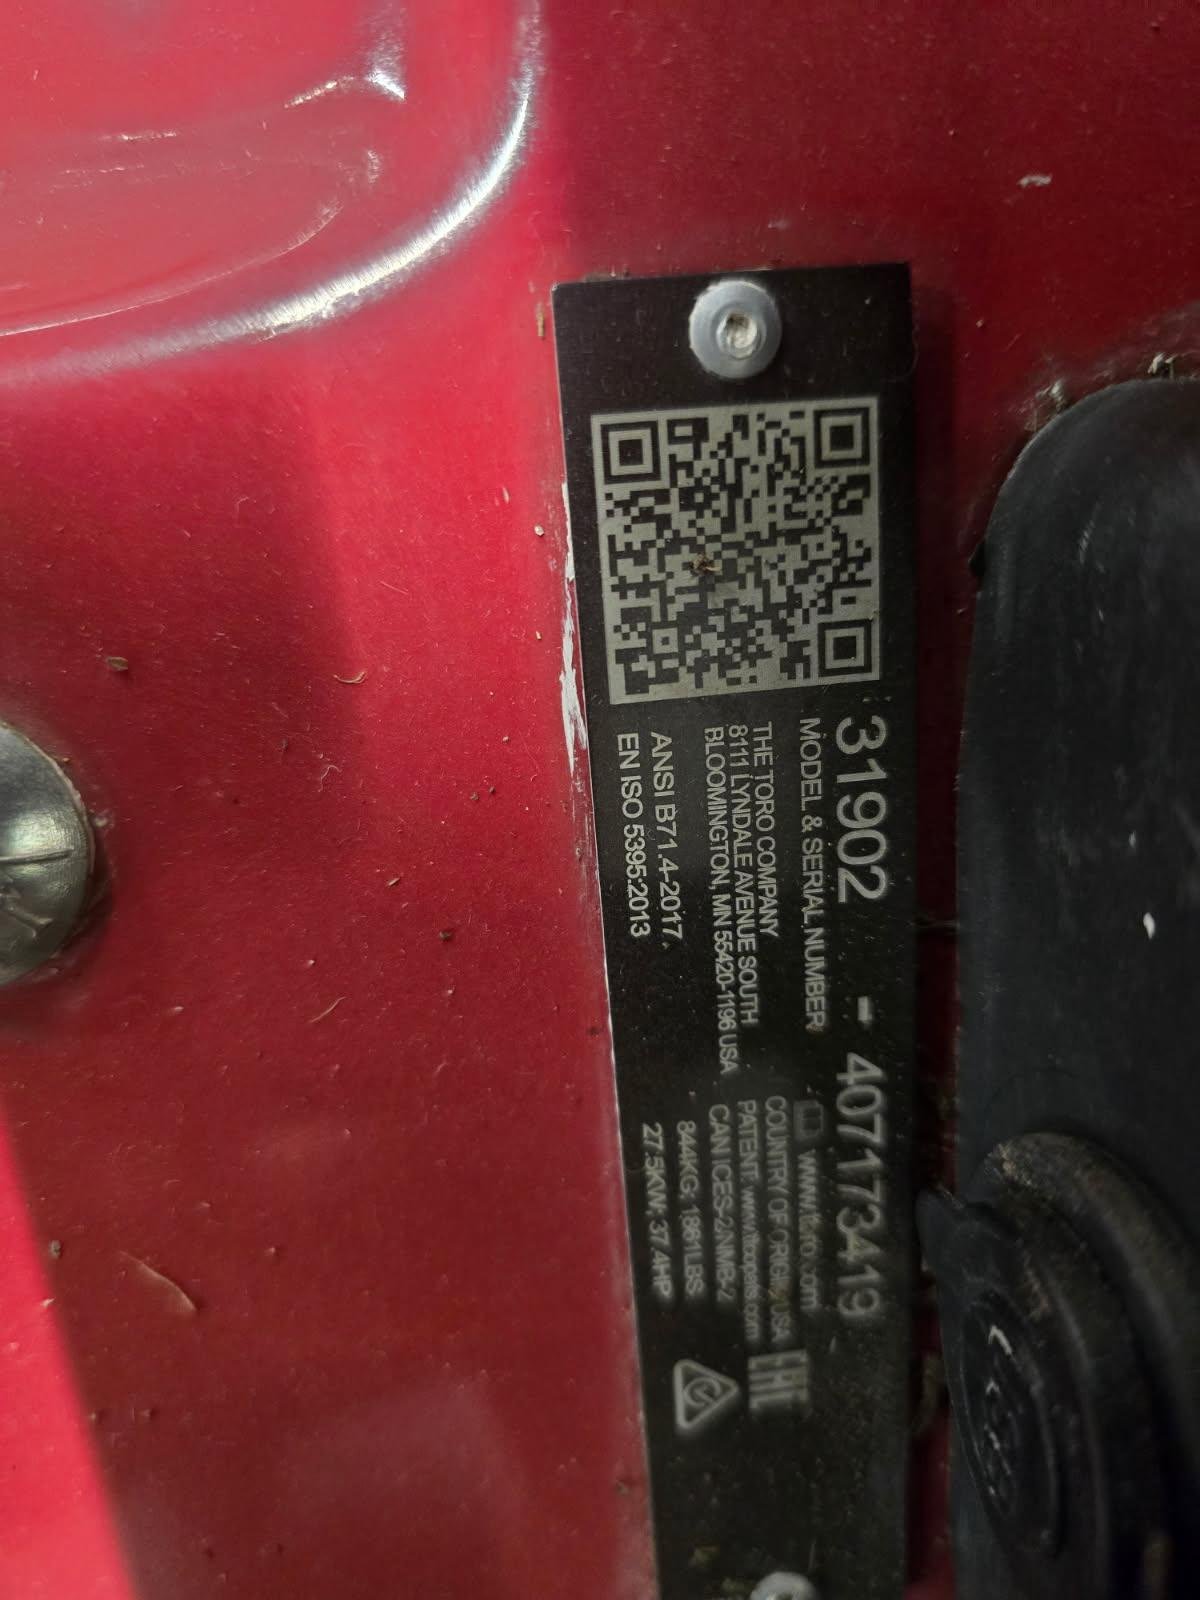 31902 - 407173419
MODEL & SERIAL NUMBER
www.toro.com
THE TORO COMPANY
8111 LYNDALE AVENUE SOUTH
BLOOMINGTON, MN 55420-1196 USA
COUNTRY OF ORIGIN: USA
PATENT: www.ttcopats.com
CAN ICES-2/NMB-2
ANSI B71.4-2017
EN ISO 5395:2013
844KG; 1861LBS
27.5KW; 37.4HP
EAC